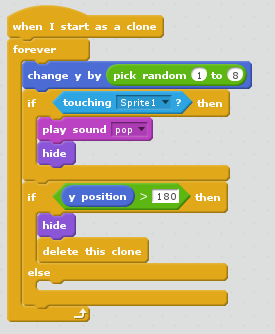 when I start as a clone
forever
change y by pick random 1 to 8
if touching Sprite1 ? then
play sound pop
hide
if y position > 180 then
hide
delete this clone
else